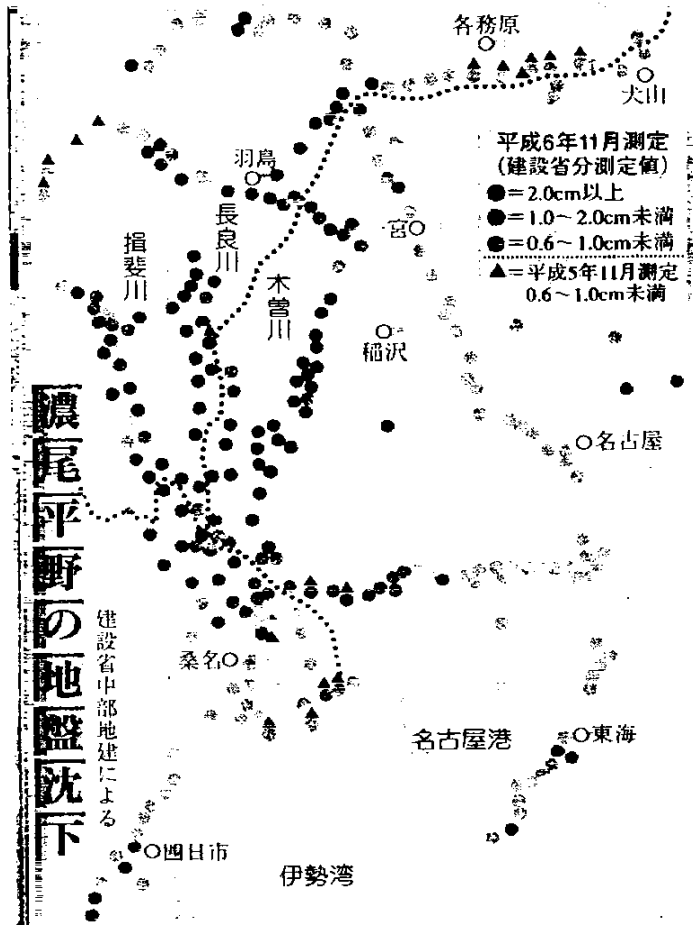 濃尾平野の地盤沈下
建設省中部地建による
平成6年11月測定
(建設省分測定値)
●=2.0cm以上
●=1.0~2.0cm未満
●=0.6~1.0cm未満
▲=平成5年11月測定
0.6~1.0cm未満
各務原
犬山
羽島
長良川
揖斐川
木曽川
宮
稲沢
名古屋
桑名
名古屋港
東海
四日市
伊勢湾